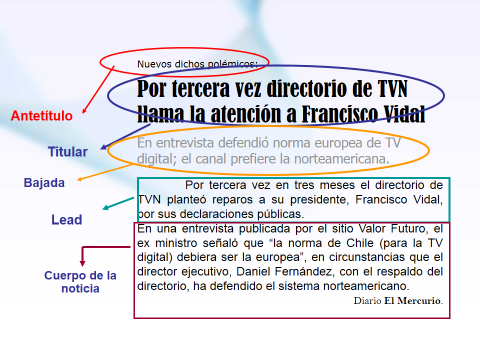 Nuevos dichos polémicos:
Por tercera vez directorio de TVN
llama la atención a Francisco Vidal
Antetítulo
Titular
En entrevista defendió norma europea de TV
digital; el canal prefiere la norteamericana.
Bajada
Por tercera vez en tres meses el directorio de
TVN planteó reparos a su presidente, Francisco Vidal,
por sus declaraciones públicas.
Lead
En una entrevista publicada por el sitio Valor Futuro, el
ex ministro señaló que “la norma de Chile (para la TV
digital) debiera ser la europea”, en circunstancias que el
director ejecutivo, Daniel Fernández, con el respaldo del
directorio, ha defendido el sistema norteamericano.
Cuerpo de la
noticia
Diario El Mercurio.